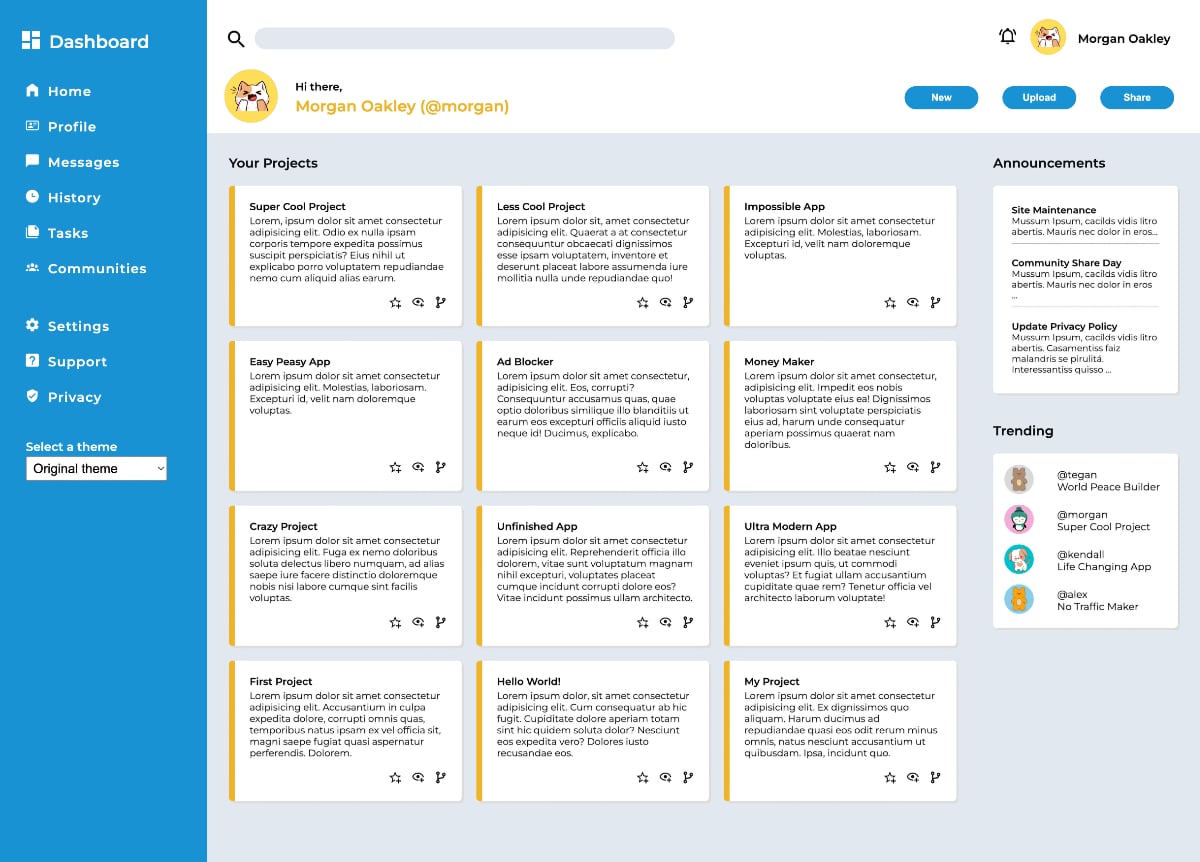 Dashboard
Home
Profile
Messages
History
Tasks
Communities
Settings
Support
Privacy
Select a theme
Original theme
Morgan Oakley
Hi there,
Morgan Oakley (@morgan)
New
Upload
Share
Your Projects
Super Cool Project
Lorem, ipsum dolor sit amet consectetur
adipisicing elit. Odio ex nulla ipsam
corporis tempore expedita possimus
suscipit perspiciatis? Eius nihil ut
explicabo porro voluptatem repudiandae
nemo cum aliquid alias earum.
Less Cool Project
Lorem ipsum dolor sit, amet consectetur
adipisicing elit. Quaerat a at consectetur
consequuntur obcaecati dignissimos
esse ipsam voluptatem, inventore et
deserunt placeat labore assumenda iure
mollitia nulla unde repudiandae quo!
Impossible App
Lorem ipsum dolor sit amet consectetur
adipisicing elit. Molestias, laboriosam.
Excepturi id, velit nam doloremque
voluptas.
Easy Peasy App
Lorem ipsum dolor sit amet consectetur
adipisicing elit. Molestias, laboriosam.
Excepturi id, velit nam doloremque
voluptas.
Ad Blocker
Lorem ipsum dolor sit amet consectetur,
adipisicing elit. Eos, corrupti?
Consequuntur accusamus quas, quae
optio doloribus similique illo blanditiis ut
earum eos excepturi officiis aliquid iusto
neque id! Ducimus, explicabo.
Money Maker
Lorem ipsum dolor sit amet consectetur,
adipisicing elit. Impedit eos nobis
voluptas voluptate eius ea! Dignissimos
laboriosam sint voluptate perspiciatis
eius ad, harum unde consequatur
aperiam possimus quaerat nam
doloribus.
Crazy Project
Lorem ipsum dolor sit amet consectetur
adipisicing elit. Fuga ex nemo doloribus
soluta delectus libero numquam, ad alias
saepe iure facere distinctio doloremque
nobis nisi labore cumque sint facilis
voluptas.
Unfinished App
Lorem ipsum dolor sit amet consectetur
adipisicing elit. Reprehenderit officia illo
dolorem, vitae sunt voluptatum magnam
nihil excepturi, voluptates placeat
cumque incidunt corrupti dolore eos?
Vitae incidunt possimus ullam architecto.
Ultra Modern App
Lorem ipsum dolor sit amet consectetur
adipisicing elit. Illo beatae nesciunt
eveniet ipsum quis, ut commodi
voluptas? Et fugiat ullam accusantium
cupiditate quae rem? Tenetur officia vel
architecto laborum voluptate!
First Project
Lorem ipsum dolor sit amet consectetur
adipisicing elit. Accusantium in culpa
expedita dolore, corrupti omnis quas,
temporibus natus ipsam ex vel officia sit,
magni saepe fugiat quasi aspernatur
perferendis. Dolorem.
Hello World!
Lorem ipsum dolor, sit amet consectetur
adipisicing elit. Cum consequatur ab hic
fugit. Cupiditate dolore aperiam totam
sint hic quidem soluta dolor? Nesciunt
eos expedita vero? Dolores iusto
recusandae eos.
My Project
Lorem ipsum dolor sit amet consectetur
adipisicing elit. Ex dignissimos quo
aliquam. Harum ducimus ad
repudiandae quasi eos odit rerum minus
omnis, natus nesciunt accusantium ut
quibusdam. Ipsa, incidunt quo.
Announcements
Site Maintenance
Mussum Ipsum, cacilds vidis litro
abertis. Mauris nec dolor in eros...
Community Share Day
Mussum Ipsum, cacilds vidis litro
abertis. Mauris nec dolor in eros
...
Update Privacy Policy
Mussum Ipsum, cacilds vidis litro
abertis. Casamentiss faiz
malandris se pirulitá.
Interessantiss quisso ...
Trending
@tegan
World Peace Builder
@morgan
Super Cool Project
@kendall
Life Changing App
@alex
No Traffic Maker